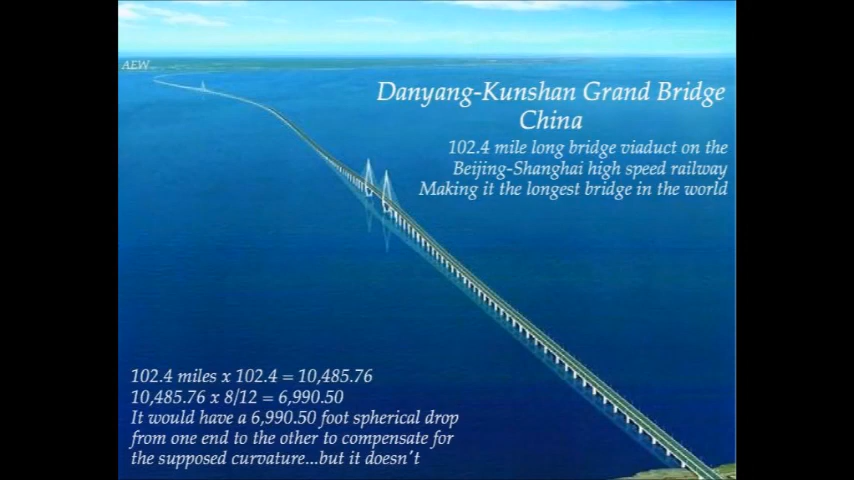 AEW
Danyang-Kunshan Grand Bridge
China
102.4 mile long bridge viaduct on the
Beijing-Shanghai high speed railway
Making it the longest bridge in the world
102.4 miles x 102.4 = 10,485.76
10,485.76 x 8/12 = 6,990.50
It would have a 6,990.50 foot spherical drop
from one end to the other to compensate for
the supposed curvature...but it doesn't